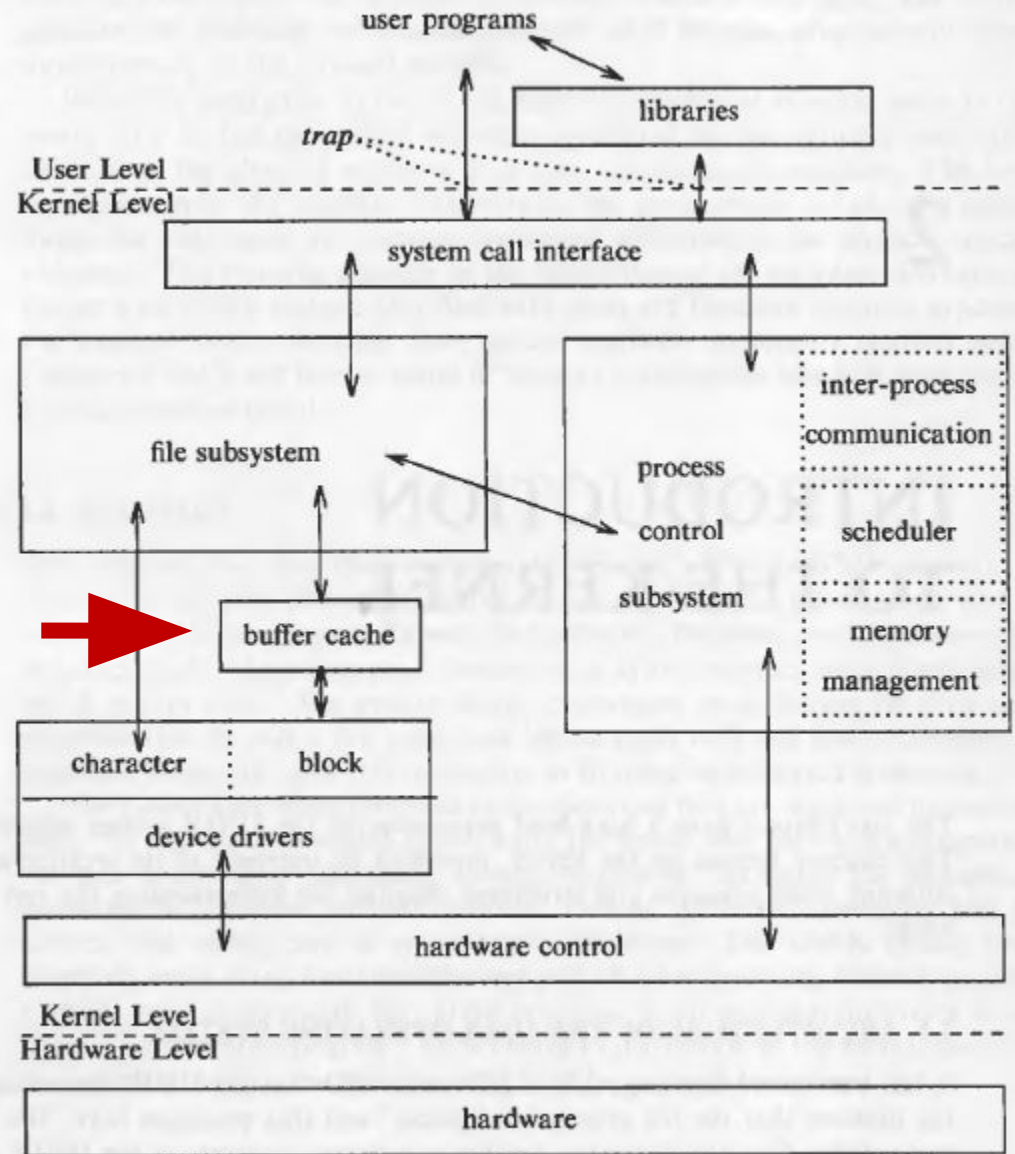 user programs
libraries
trap
User Level
Kernel Level
system call interface
file subsystem
inter-process
communication
process
control
subsystem
scheduler
memory
management
buffer cache
character
block
device drivers
hardware control
Kernel Level
Hardware Level
hardware